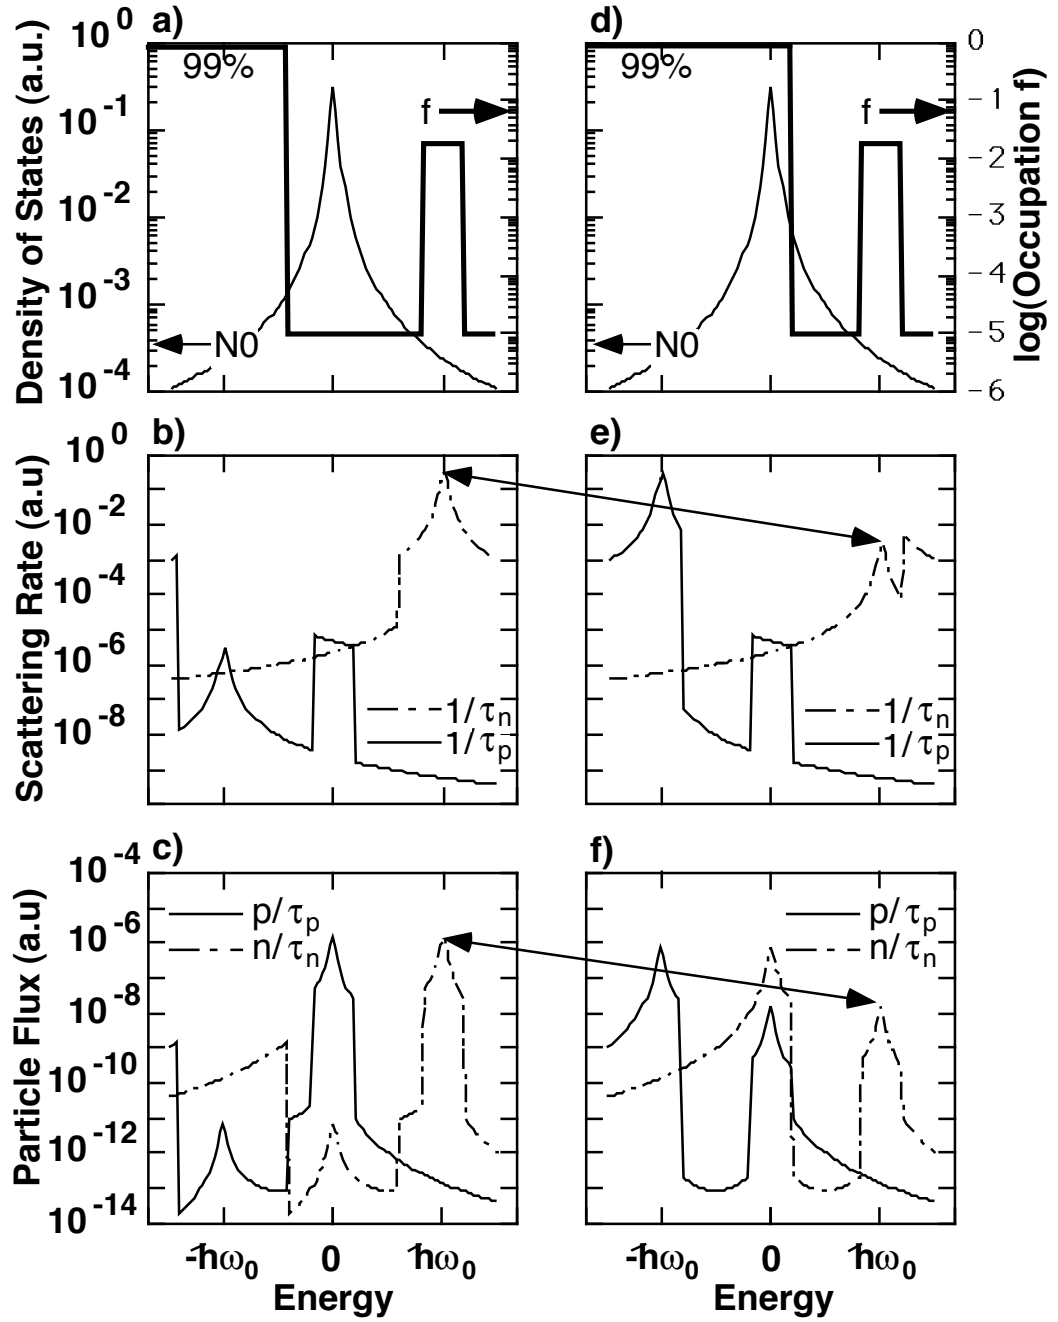 a)
d)
Density of States (a.u.)
10^0
10^-1
10^-2
10^-3
10^-4
99%
f
N0
99%
f
N0
0
-1
-2
-3
-4
-5
-6
log(Occupation f)
b)
e)
Scattering Rate (a.u)
10^0
10^-2
10^-4
10^-6
10^-8
1/τn
1/τp
1/τn
1/τp
c)
f)
Particle Flux (a.u)
10^-4
10^-6
10^-8
10^-10
10^-12
10^-14
p/τp
n/τn
p/τp
n/τn
-ħω0 0 ħω0
-ħω0 0 ħω0
Energy
Energy